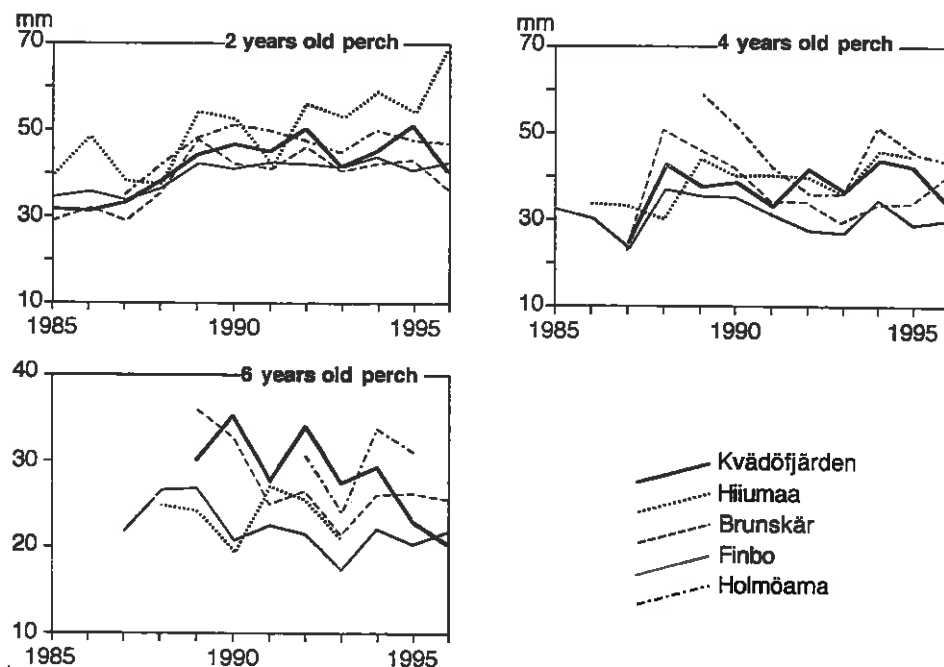 mm
70
2 years old perch
50
30
10
1985
1990
1995
mm
70
4 years old perch
50
30
10
1985
1990
1995
40
6 years old perch
30
20
10
1985
1990
1995
Kvädöfjärden
Hiiumaa
Brunskär
Finbo
Holmöarna